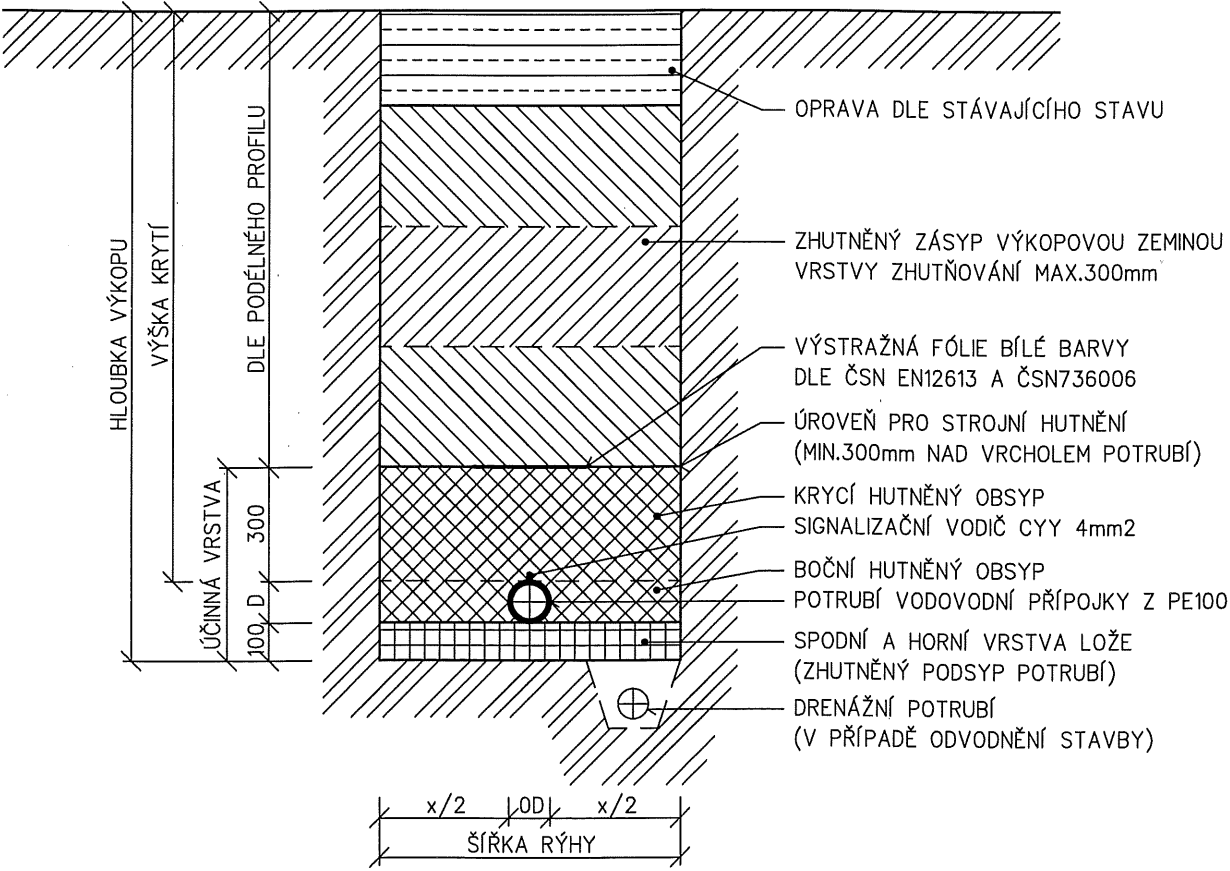 OPRAVA DLE STÁVAJÍCÍHO STAVU
ZHUTNĚNÝ ZÁSYP VÝKOPOVOU ZEMINOU
VRSTVY ZHUTŇOVÁNÍ MAX.300mm
VÝSTRAŽNÁ FÓLIE BÍLÉ BARVY
DLE ČSN EN12613 A ČSN736006
ÚROVEŇ PRO STROJNÍ HUTNĚNÍ
(MIN.300mm NAD VRCHOLEM POTRUBÍ)
KRYCÍ HUTNĚNÝ OBSYP
SIGNALIZAČNÍ VODIČ CYY 4mm2
BOČNÍ HUTNĚNÝ OBSYP
POTRUBÍ VODOVODNÍ PŘÍPOJKY Z PE100
SPODNÍ A HORNÍ VRSTVA LOŽE
(ZHUTNĚNÝ PODSYP POTRUBÍ)
DRENÁŽNÍ POTRUBÍ
(V PŘÍPADĚ ODVODNĚNÍ STAVBY)
HLOUBKA VÝKOPU
VÝŠKA KRYTÍ
DLE PODÉLNÉHO PROFILU
ÚČINNÁ VRSTVA
300
D
100
x/2
OD
x/2
ŠÍŘKA RÝHY